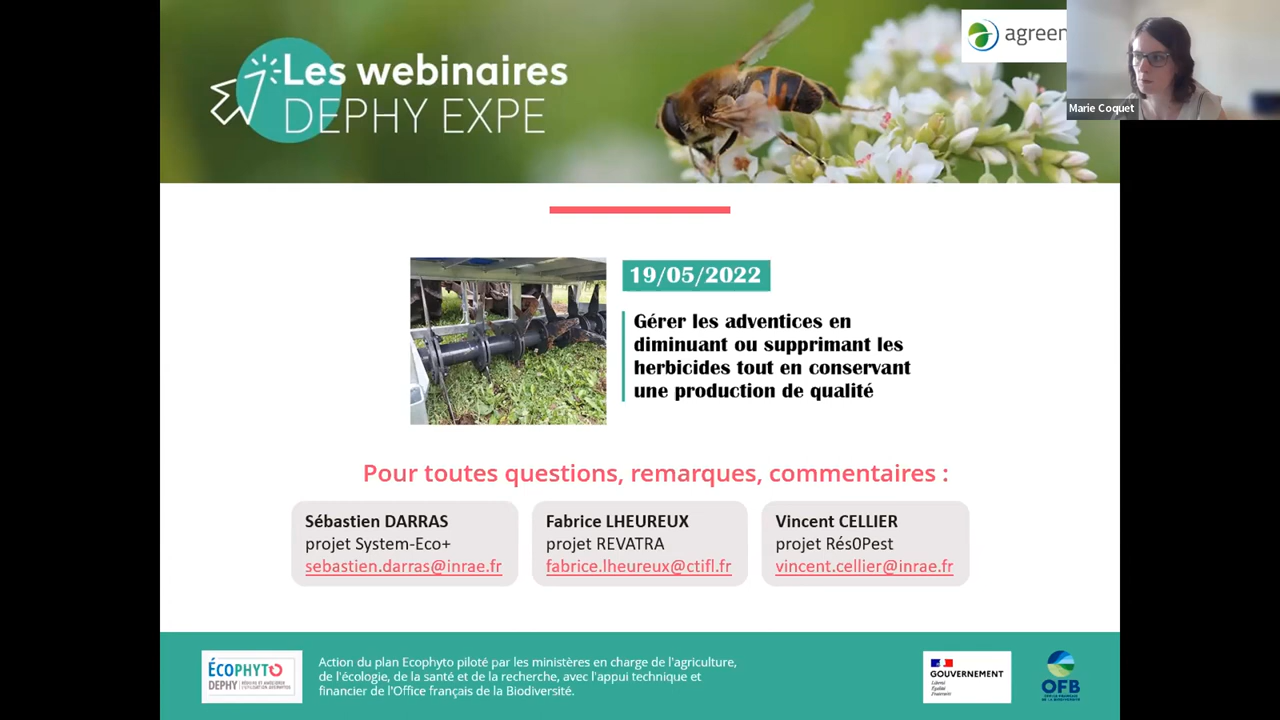 Les webinaires
DEPHY EXPE
agreen
Marie Coquet
19/05/2022
Gérer les adventices en
diminuant ou supprimant les
herbicides tout en conservant
une production de qualité
Pour toutes questions, remarques, commentaires :
Sébastien DARRAS
projet System-Eco+
sebastien.darras@inrae.fr
Fabrice LHEUREUX
projet REVATRA
fabrice.lheureux@ctifl.fr
Vincent CELLIER
projet Rés0Pest
vincent.cellier@inrae.fr
ÉCOPHYTO
DEPHY
Action du plan Ecophyto piloté par les ministères en charge de l'agriculture,
de l'écologie, de la santé et de la recherche, avec l'appui technique et
financier de l'Office français de la Biodiversité.
GOUVERNEMENT
Liberté
Égalité
Fraternité
OFB